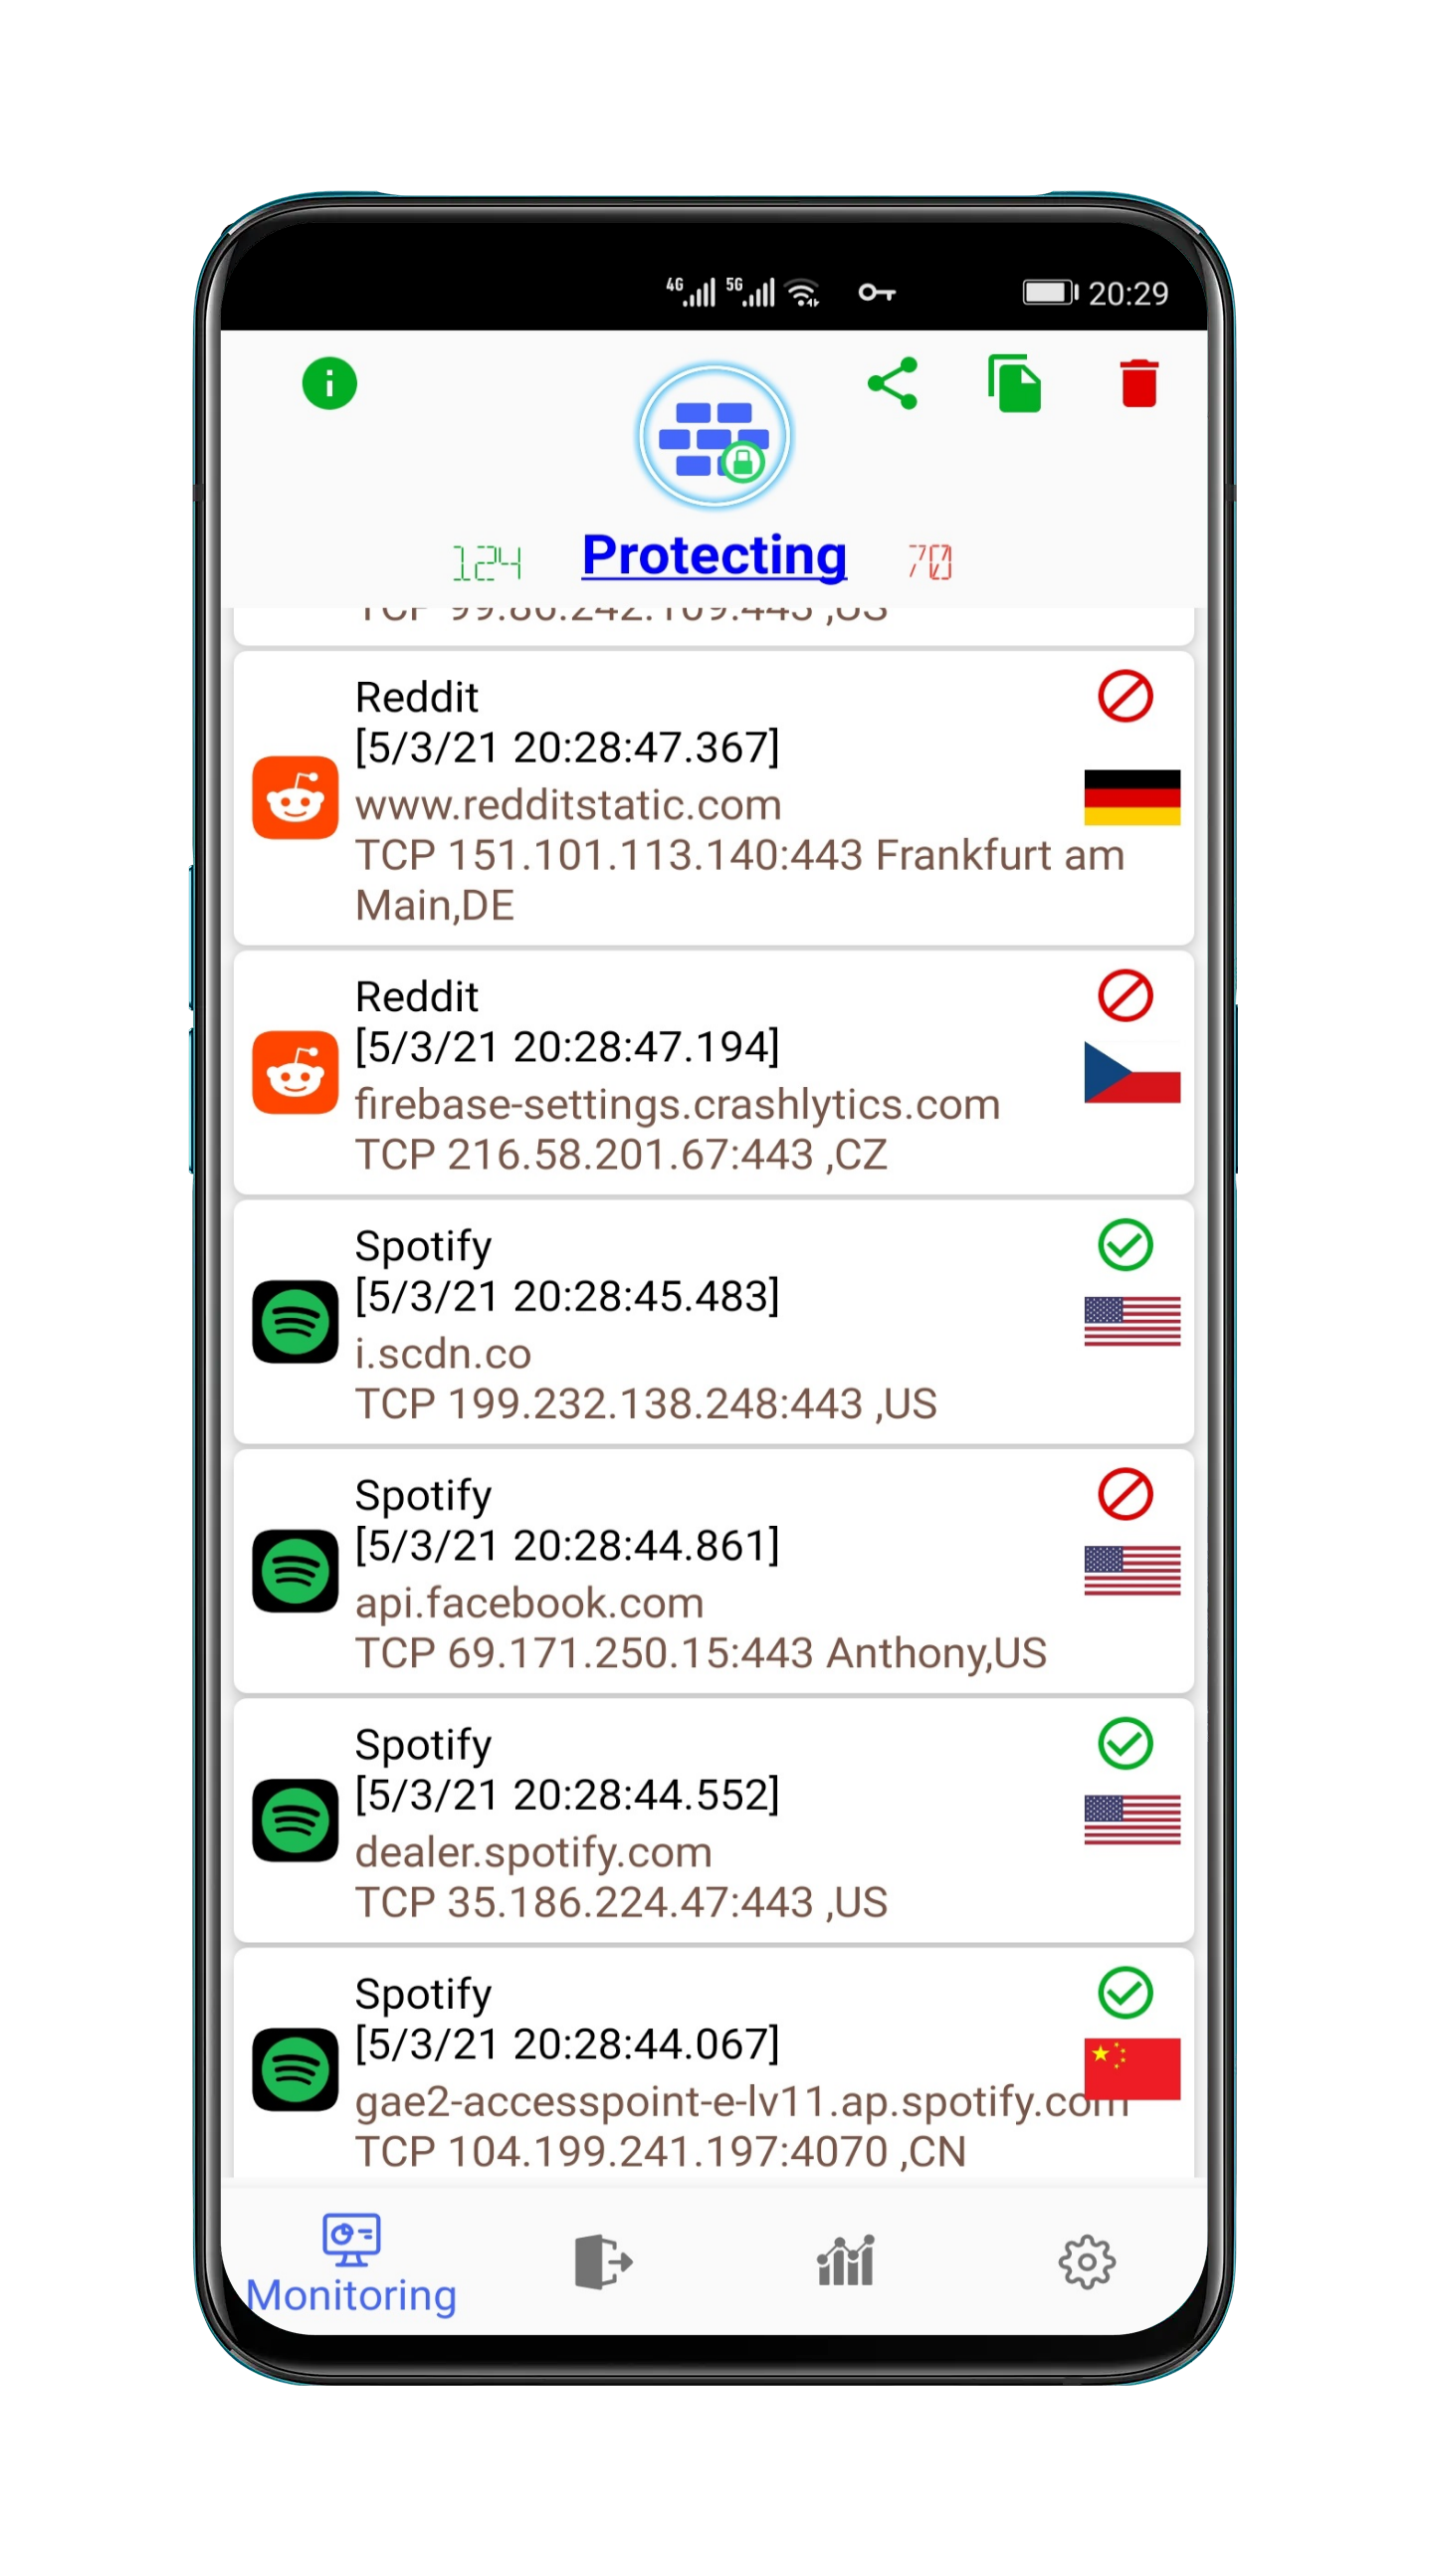 4G 5G 20:29
124 Protecting 70
Reddit
[5/3/21 20:28:47.367]
www.redditstatic.com
TCP 151.101.113.140:443 Frankfurt am
Main,DE
Reddit
[5/3/21 20:28:47.194]
firebase-settings.crashlytics.com
TCP 216.58.201.67:443 ,CZ
Spotify
[5/3/21 20:28:45.483]
i.scdn.co
TCP 199.232.138.248:443 ,US
Spotify
[5/3/21 20:28:44.861]
api.facebook.com
TCP 69.171.250.15:443 Anthony,US
Spotify
[5/3/21 20:28:44.552]
dealer.spotify.com
TCP 35.186.224.47:443 ,US
Spotify
[5/3/21 20:28:44.067]
gae2-accesspoint-e-lv11.ap.spotify.com
TCP 104.199.241.197:4070 ,CN
Monitoring